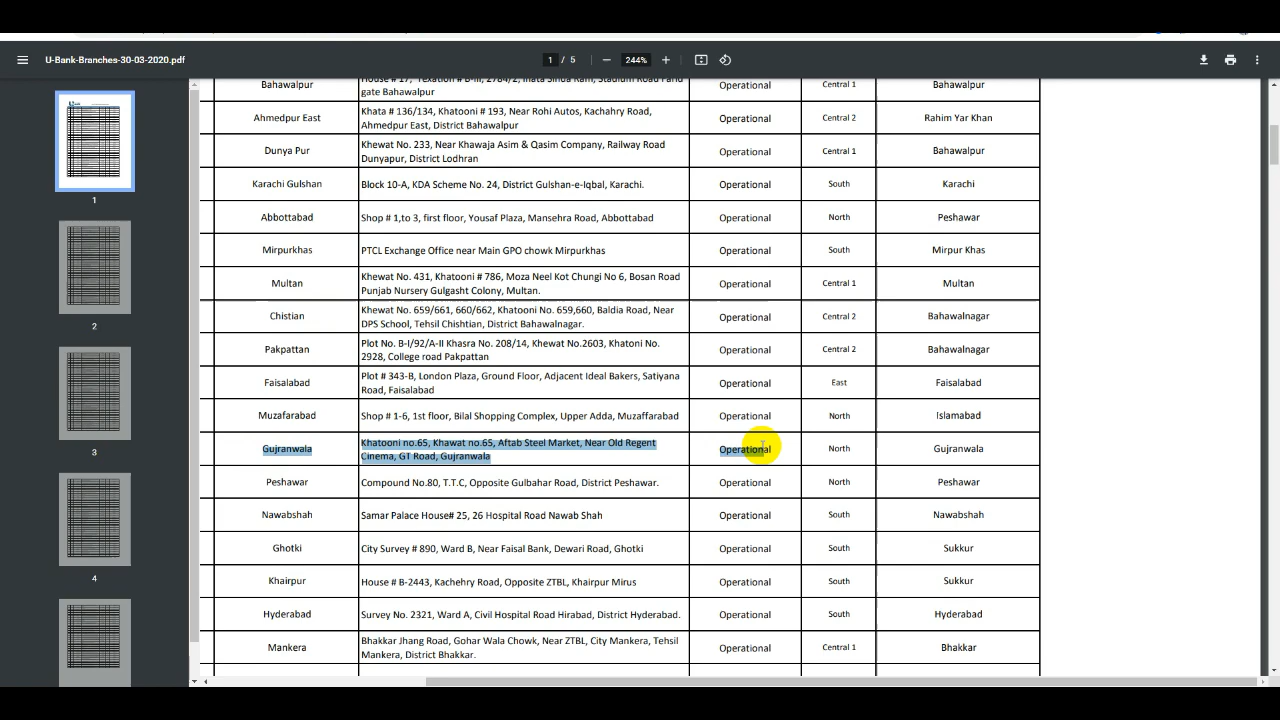 U-Bank-Branches-30-03-2020.pdf
1 / 5
244%
Bahawalpur
gate Bahawalpur
Operational
Central 1
Bahawalpur
Ahmedpur East
Khata # 136/134, Khatooni # 193, Near Rohi Autos, Kachahry Road,
Ahmedpur East, District Bahawalpur
Operational
Central 2
Rahim Yar Khan
Dunya Pur
Khewat No. 233, Near Khawaja Asim & Qasim Company, Railway Road
Dunyapur, District Lodhran
Operational
Central 1
Bahawalpur
Karachi Gulshan
Block 10-A, KDA Scheme No. 24, District Gulshan-e-Iqbal, Karachi.
Operational
South
Karachi
Abbottabad
Shop # 1,to 3, first floor, Yousaf Plaza, Mansehra Road, Abbottabad
Operational
North
Peshawar
Mirpurkhas
PTCL Exchange Office near Main GPO chowk Mirpurkhas
Operational
South
Mirpur Khas
Multan
Khewat No. 431, Khatooni # 786, Moza Neel Kot Chungi No 6, Bosan Road
Punjab Nursery Gulgasht Colony, Multan.
Operational
Central 1
Multan
Chistian
Khewat No. 659/661, 660/662, Khatooni No. 659,660, Baldia Road, Near
DPS School, Tehsil Chishtian, District Bahawalnagar.
Operational
Central 2
Bahawalnagar
Pakpattan
Plot No. B-I/92/A-II Khasra No. 208/14, Khewat No.2603, Khatoni No.
2928, College road Pakpattan
Operational
Central 2
Bahawalnagar
Faisalabad
Plot # 343-B, London Plaza, Ground Floor, Adjacent Ideal Bakers, Satiyana
Road, Faisalabad
Operational
East
Faisalabad
Muzafarabad
Shop # 1-6, 1st floor, Bilal Shopping Complex, Upper Adda, Muzaffarabad
Operational
North
Islamabad
Gujranwala
Khatooni no.65, Khawat no.65, Aftab Steel Market, Near Old Regent
Cinema, GT Road, Gujranwala
Operational
North
Gujranwala
Peshawar
Compound No.80, T.T.C, Opposite Gulbahar Road, District Peshawar.
Operational
North
Peshawar
Nawabshah
Samar Palace House# 25, 26 Hospital Road Nawab Shah
Operational
South
Nawabshah
Ghotki
City Survey # 890, Ward B, Near Faisal Bank, Dewari Road, Ghotki
Operational
South
Sukkur
Khairpur
House # B-2443, Kachehry Road, Opposite ZTBL, Khairpur Mirus
Operational
South
Sukkur
Hyderabad
Survey No. 2321, Ward A, Civil Hospital Road Hirabad, District Hyderabad.
Operational
South
Hyderabad
Mankera
Bhakkar Jhang Road, Gohar Wala Chowk, Near ZTBL, City Mankera, Tehsil
Mankera, District Bhakkar.
Operational
Central 1
Bhakkar
1
2
3
4